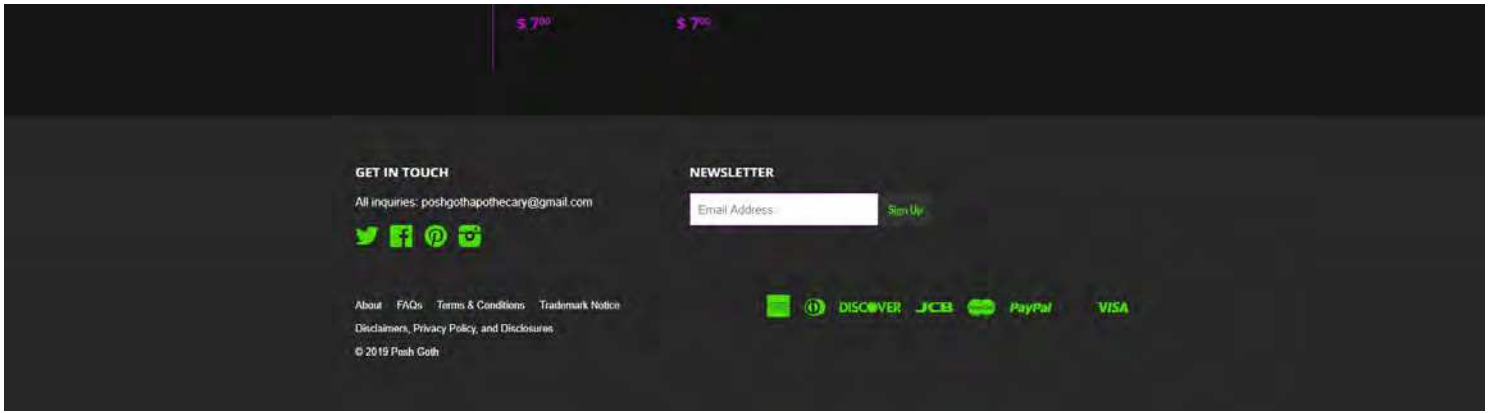 $ 7⁰⁰ $ 7⁰⁰
GET IN TOUCH
All inquiries: poshgothapothecary@gmail.com
NEWSLETTER
Email Address
Sign Up
About FAQs Terms & Conditions Trademark Notice
Disclaimers, Privacy Policy, and Disclosures
© 2019 Posh Goth
DISCOVER JCB PayPal VISA